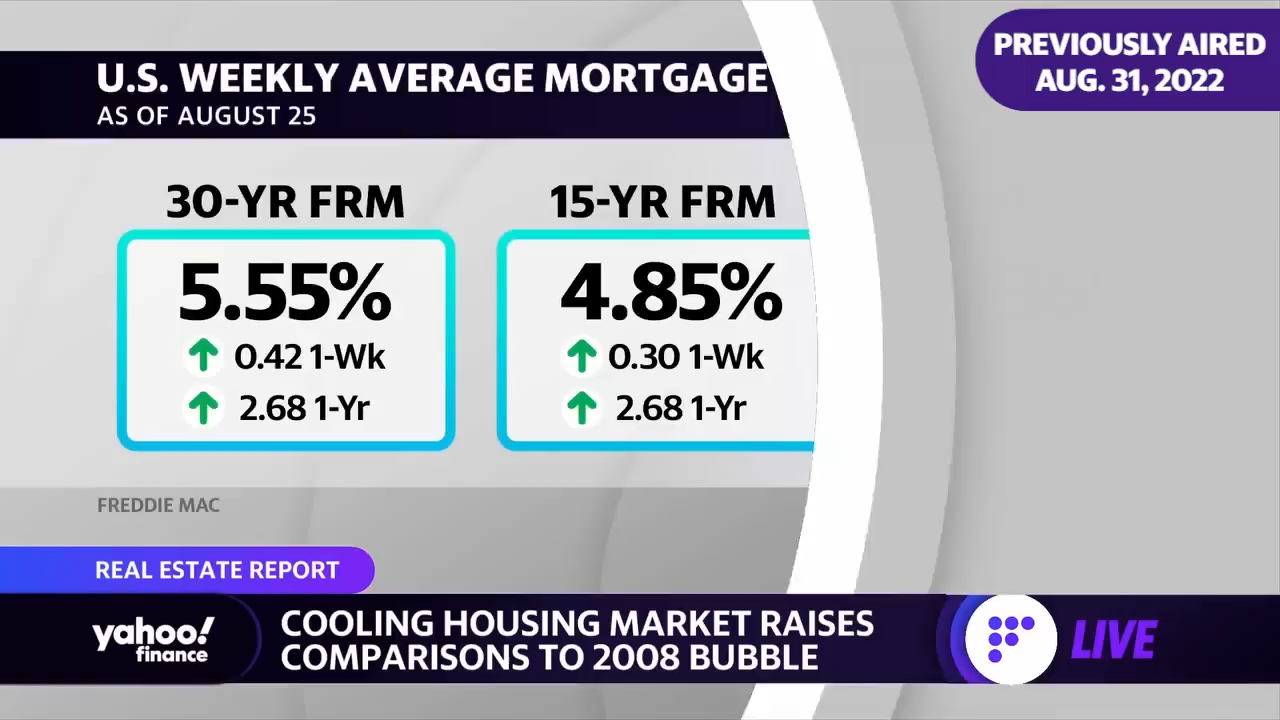 PREVIOUSLY AIRED
AUG. 31, 2022
U.S. WEEKLY AVERAGE MORTGAGE
AS OF AUGUST 25
30-YR FRM
5.55%
↑ 0.42 1-Wk
↑ 2.68 1-Yr
15-YR FRM
4.85%
↑ 0.30 1-Wk
↑ 2.68 1-Yr
FREDDIE MAC
REAL ESTATE REPORT
yahoo!
finance
COOLING HOUSING MARKET RAISES
COMPARISONS TO 2008 BUBBLE
LIVE